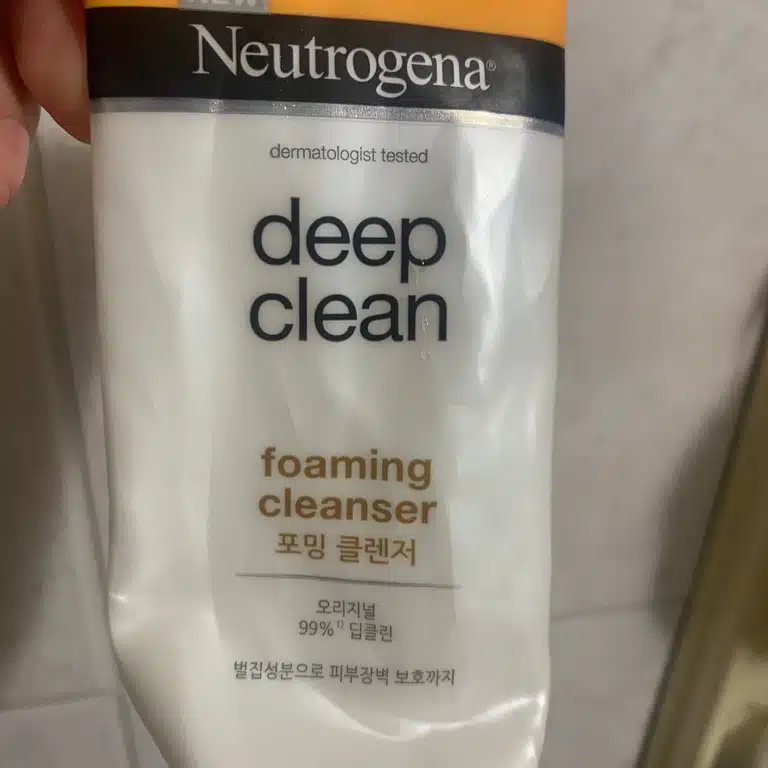 NEW
Neutrogena®
dermatologist tested
deep
clean
foaming
cleanser
포밍 클렌저
오리지널
99%¹⁾ 딥클린
벌집성분으로 피부장벽 보호까지